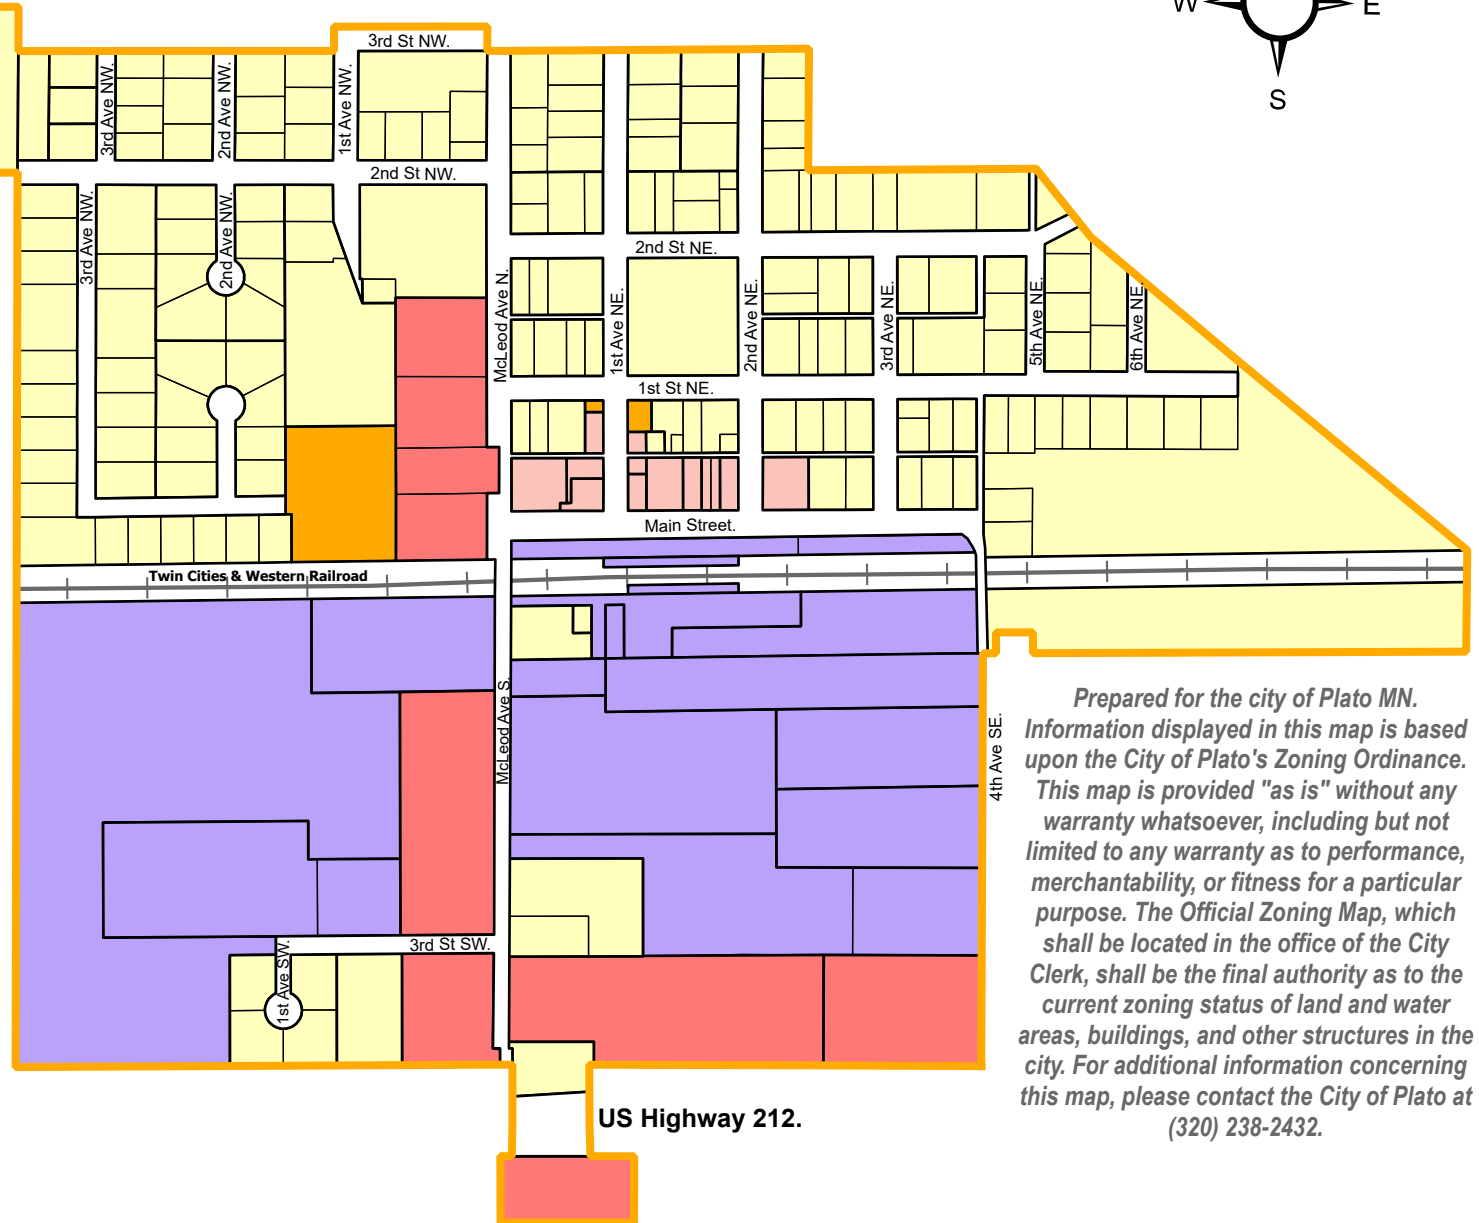 W
E
S
3rd St NW.
3rd Ave NW.
2nd Ave NW.
1st Ave NW.
2nd St NW.
3rd Ave NW.
2nd Ave NW.
McLeod Ave N.
2nd St NE.
1st Ave NE.
2nd Ave NE.
3rd Ave NE.
5th Ave NE.
6th Ave NE.
1st St NE.
Main Street.
Twin Cities & Western Railroad
McLeod Ave S.
4th Ave SE.
3rd St SW.
1st Ave SW.
US Highway 212.
Prepared for the city of Plato MN.
Information displayed in this map is based
upon the City of Plato's Zoning Ordinance.
This map is provided "as is" without any
warranty whatsoever, including but not
limited to any warranty as to performance,
merchantability, or fitness for a particular
purpose. The Official Zoning Map, which
shall be located in the office of the City
Clerk, shall be the final authority as to the
current zoning status of land and water
areas, buildings, and other structures in the
city. For additional information concerning
this map, please contact the City of Plato at
(320) 238-2432.